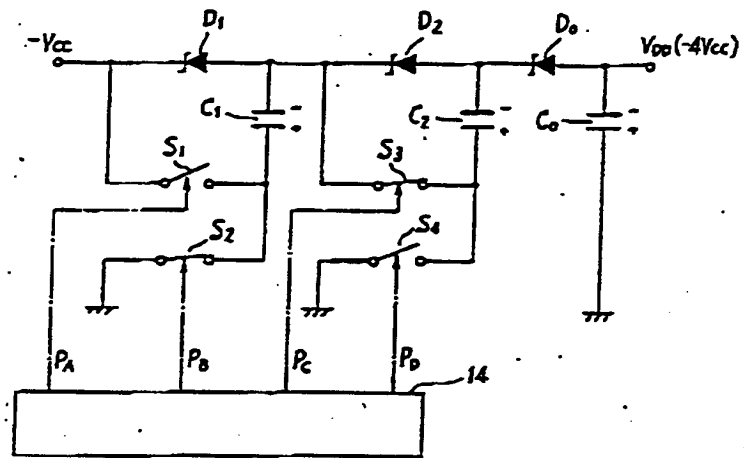 -Vcc D1 D2 D0 VDD(-4Vcc)
C1 - + C2 - + C0 - +
S1 S3
S2 S4
PA PB PC PD 14